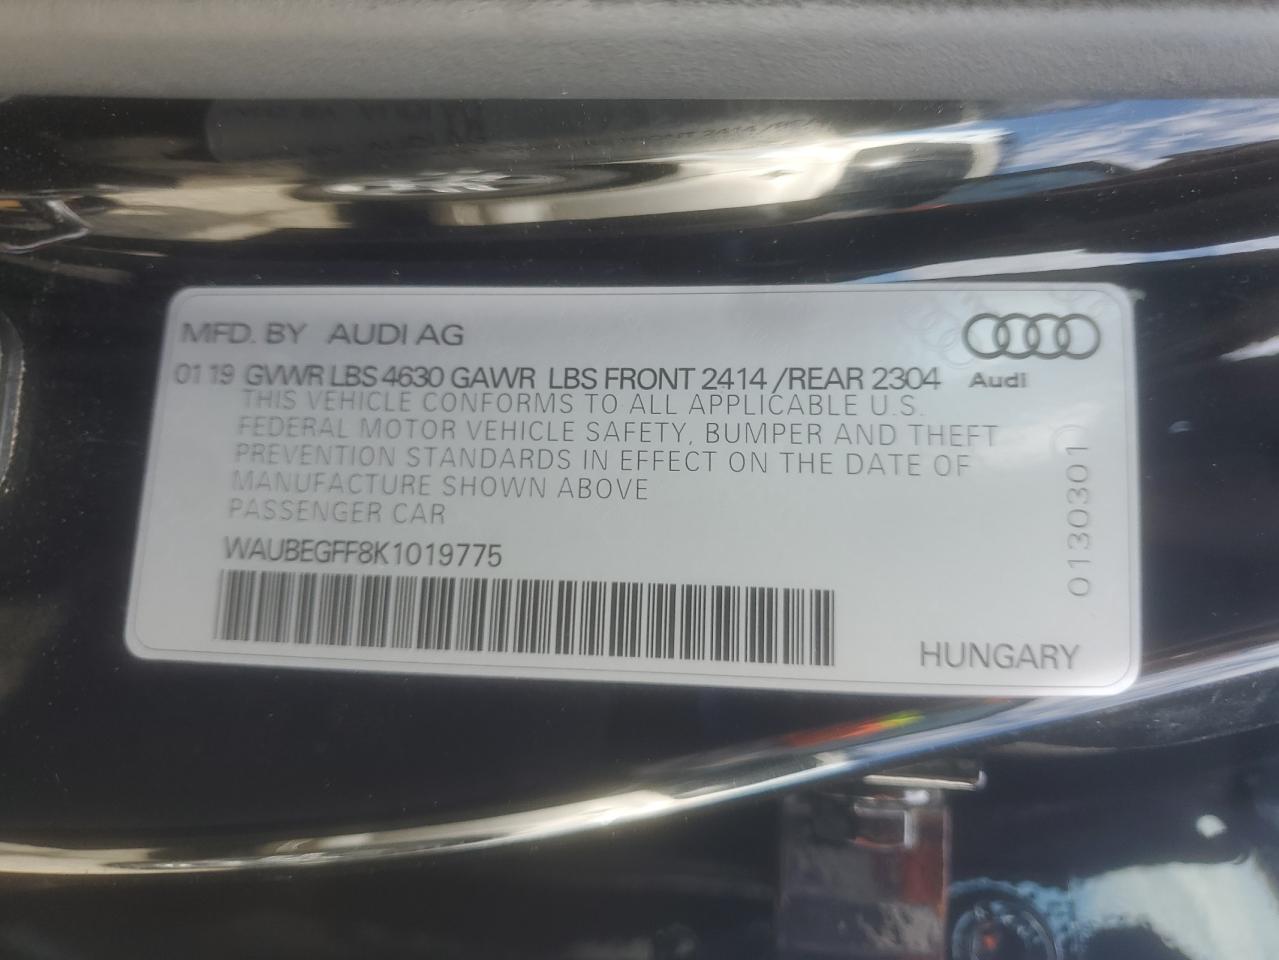 MFD. BY AUDI AG
01 19 GVWR LBS 4630 GAWR LBS FRONT 2414 /REAR 2304
Audi
THIS VEHICLE CONFORMS TO ALL APPLICABLE U.S.
FEDERAL MOTOR VEHICLE SAFETY, BUMPER AND THEFT
PREVENTION STANDARDS IN EFFECT ON THE DATE OF
MANUFACTURE SHOWN ABOVE
PASSENGER CAR
WAUBEGFF8K1019775
0130301
HUNGARY